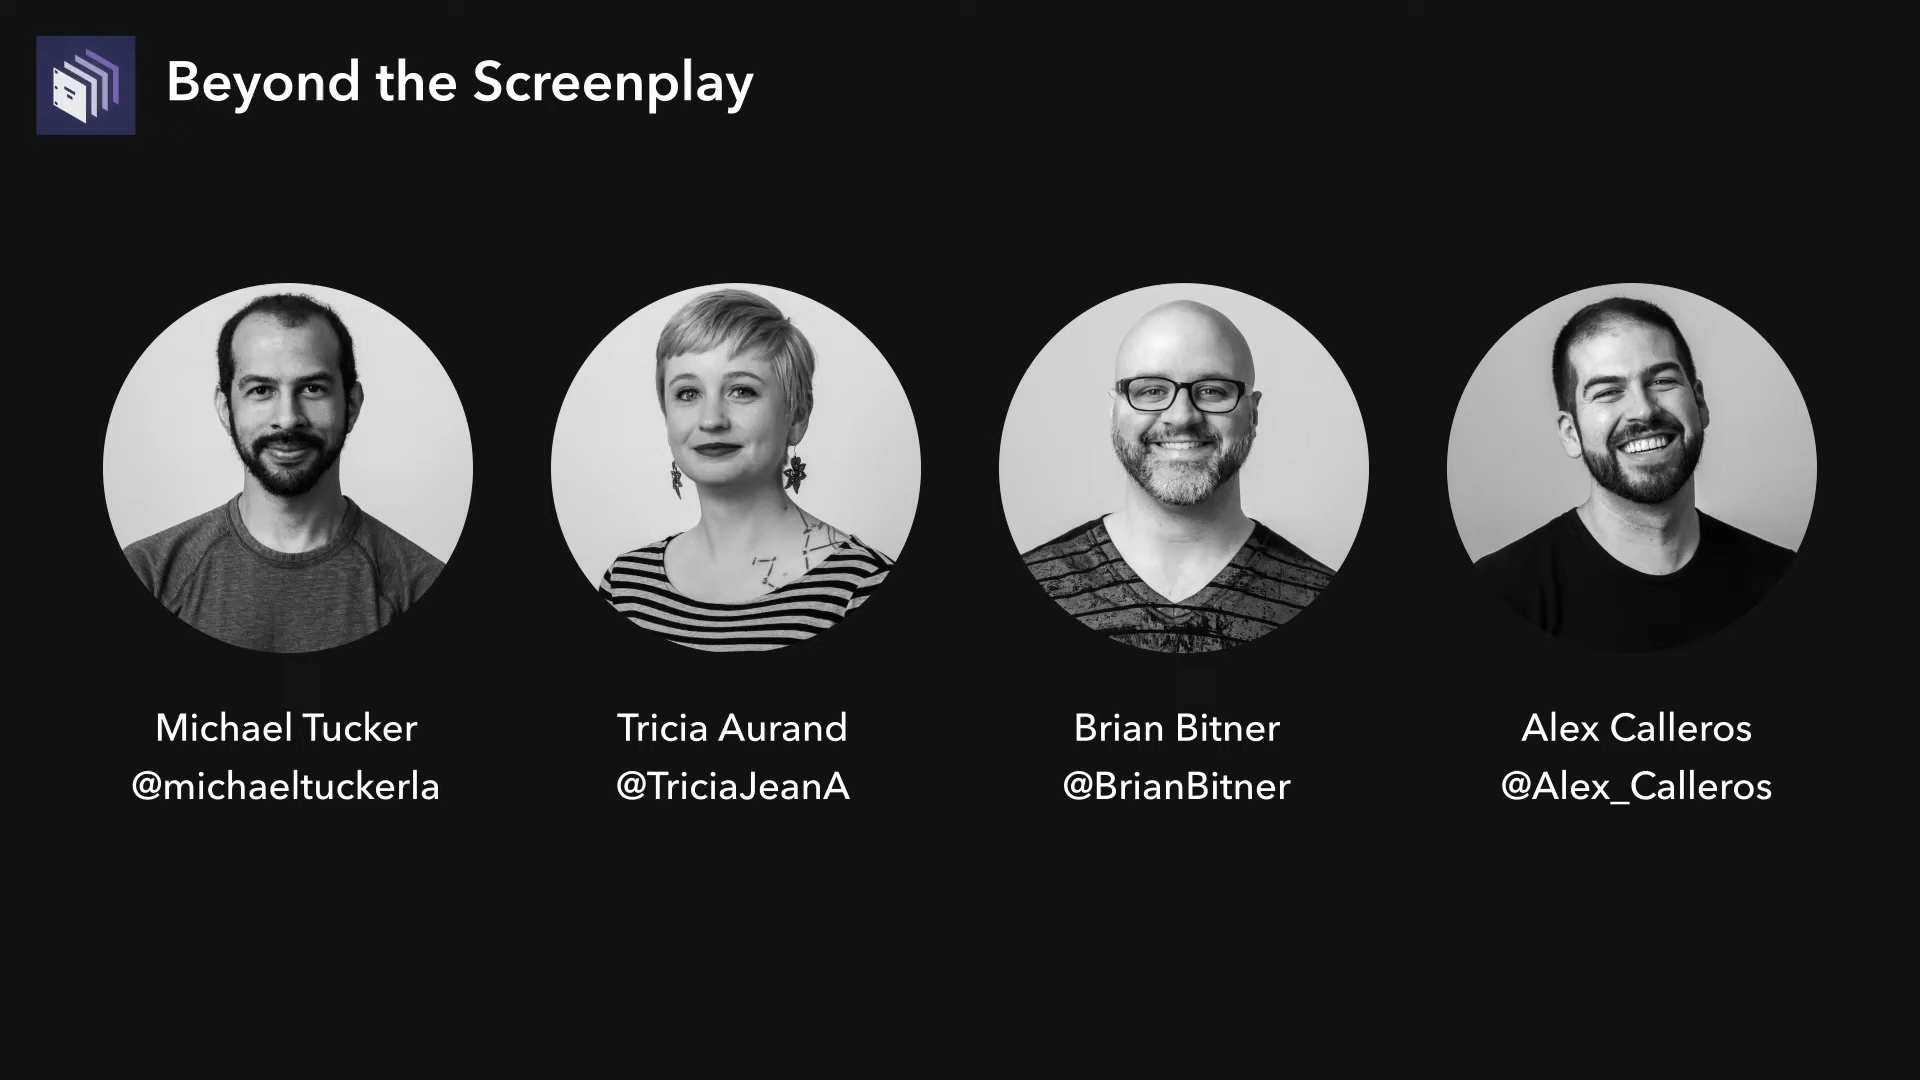 Beyond the Screenplay
Michael Tucker
@michaeltuckerla
Tricia Aurand
@TriciaJeanA
Brian Bitner
@BrianBitner
Alex Calleros
@Alex_Calleros